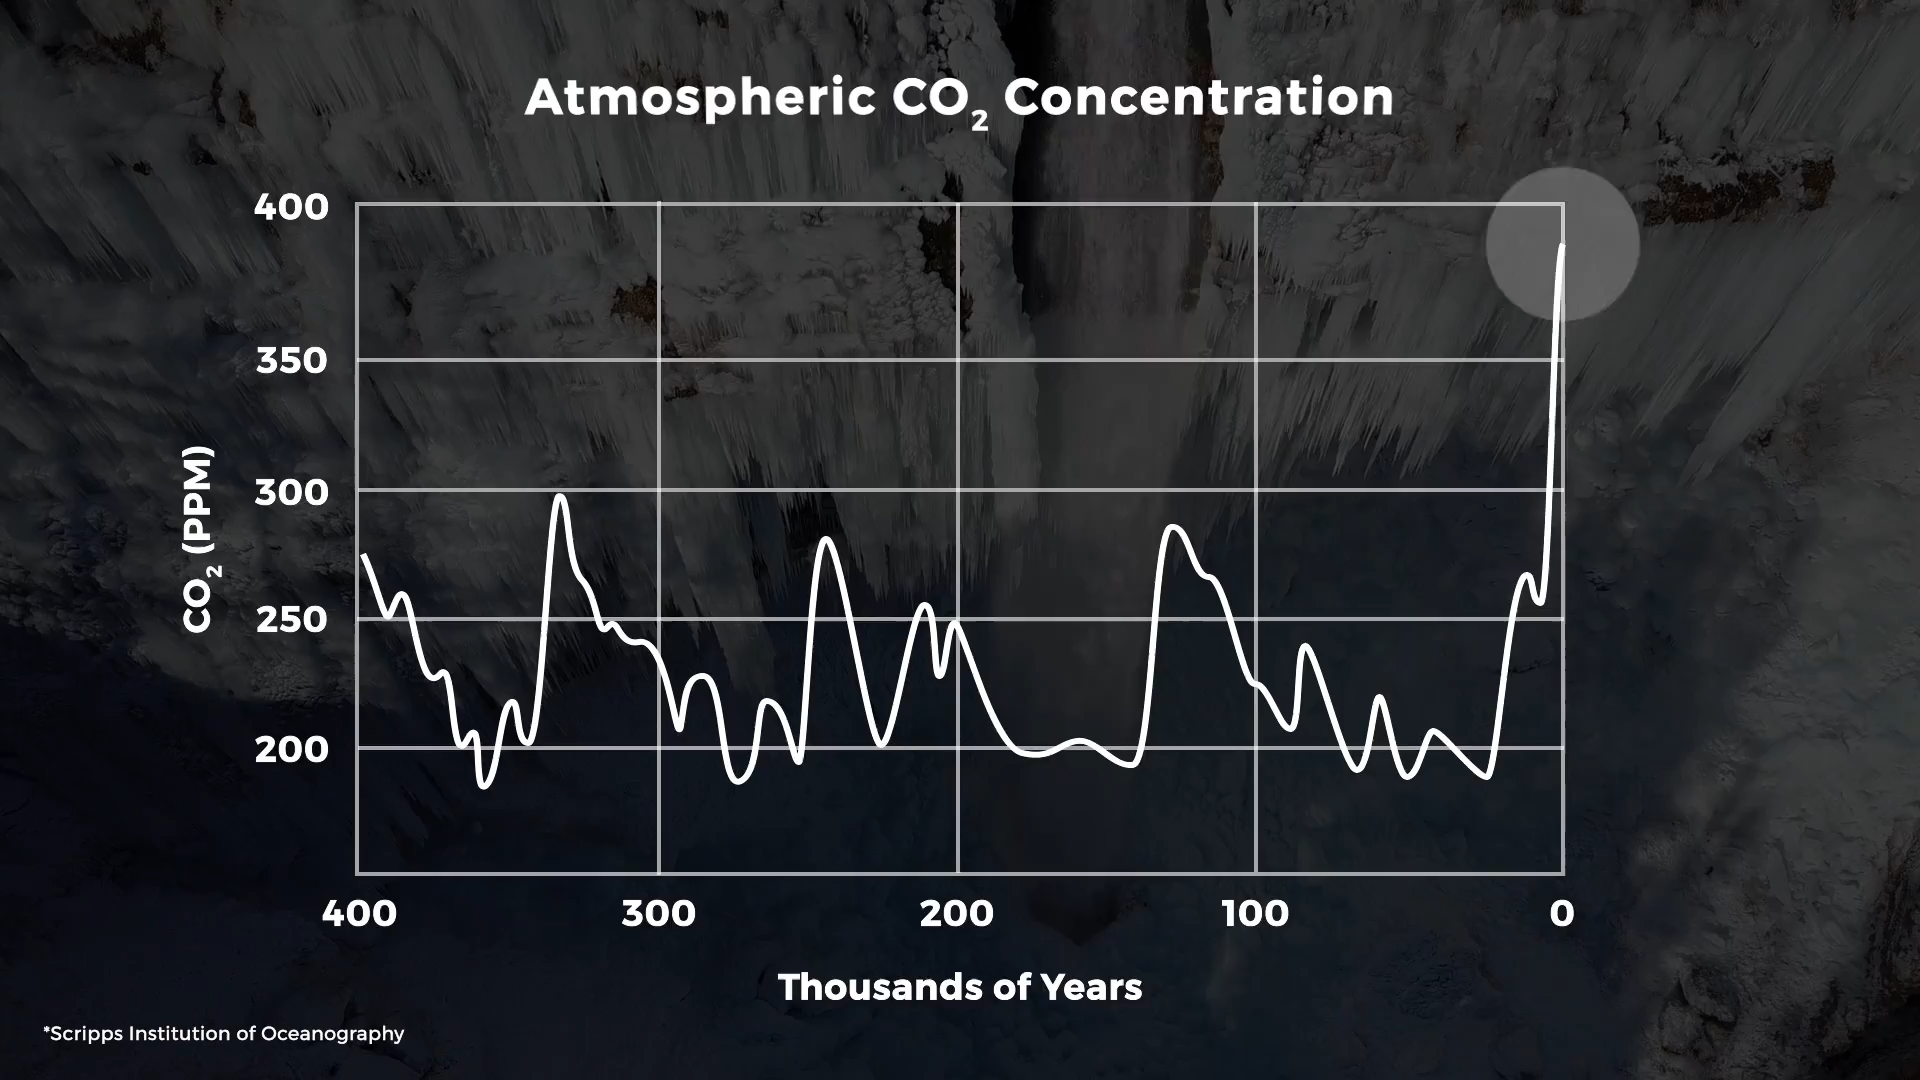 Atmospheric CO₂ Concentration
400
350
300
250
200
CO₂ (PPM)
400 300 200 100 0
Thousands of Years
*Scripps Institution of Oceanography